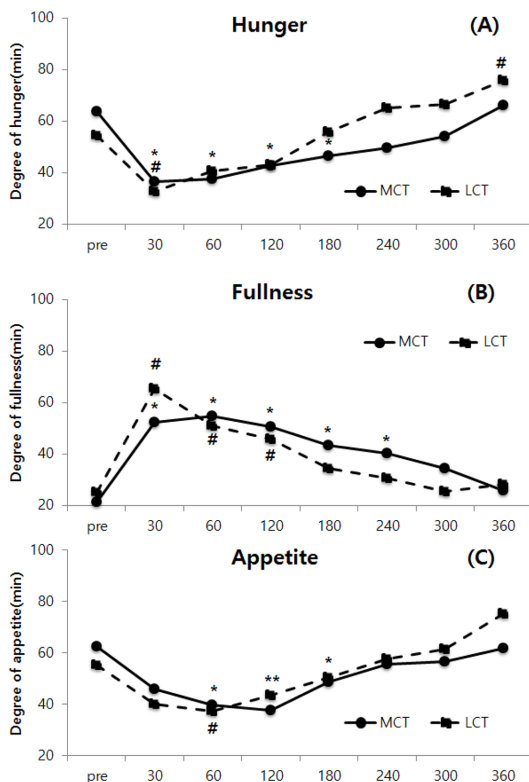 Hunger (A)
Degree of hunger(min)
100
80
60
40
20
* # * * * #
MCT LCT
pre 30 60 120 180 240 300 360
Fullness (B)
Degree of fullness(min)
100
80
60
40
20
MCT LCT
# * * # * # * *
pre 30 60 120 180 240 300 360
Appetite (C)
Degree of appetite(min)
100
80
60
40
20
* # ** *
MCT LCT
pre 30 60 120 180 240 300 360